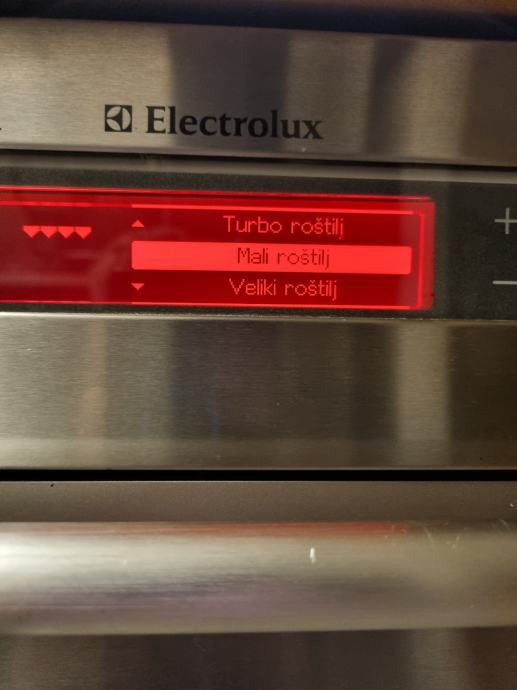 Electrolux
Turbo roštilj
Mali roštilj
Veliki roštilj